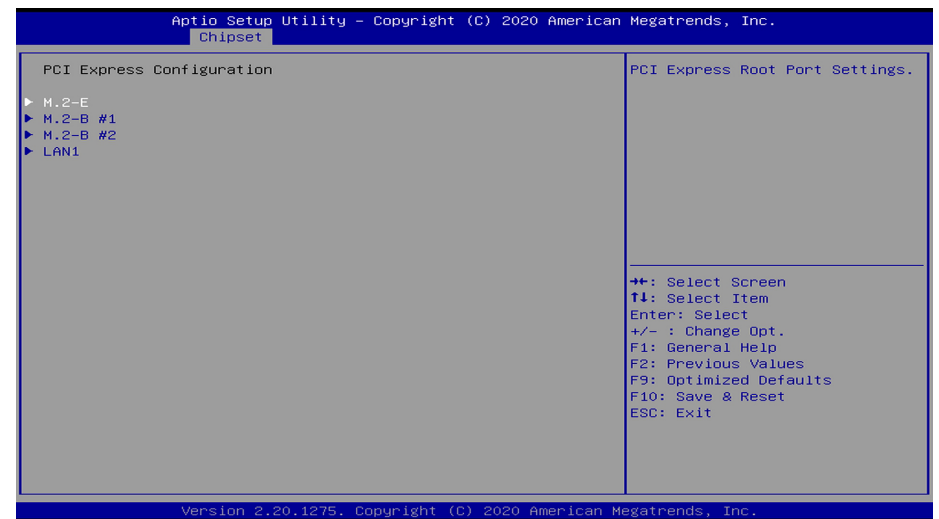 Aptio Setup Utility – Copyright (C) 2020 American Megatrends, Inc.
Chipset
PCI Express Configuration
► M.2-E
► M.2-B #1
► M.2-B #2
► LAN1
PCI Express Root Port Settings.
→←: Select Screen
↑↓: Select Item
Enter: Select
+/- : Change Opt.
F1: General Help
F2: Previous Values
F9: Optimized Defaults
F10: Save & Reset
ESC: Exit
Version 2.20.1275. Copyright (C) 2020 American Megatrends, Inc.